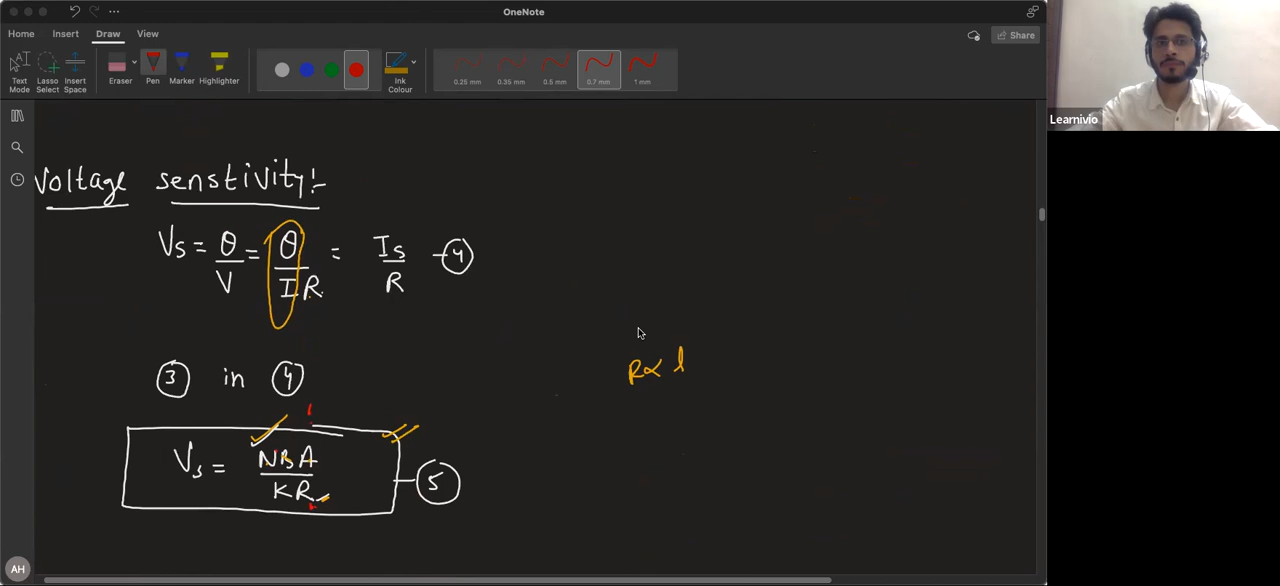 OneNote
Home Insert Draw View
Share
Text Mode
Lasso Select
Insert Space
Eraser
Pen
Marker
Highlighter
Ink Colour
0.25 mm
0.35 mm
0.5 mm
0.7 mm
1 mm
Learnivio
Voltage senstivity:-
Vs = θ/V = θ/IR = Is/R -④
R∝ l
③ in ④
Vs = NBA/KR -⑤
AH